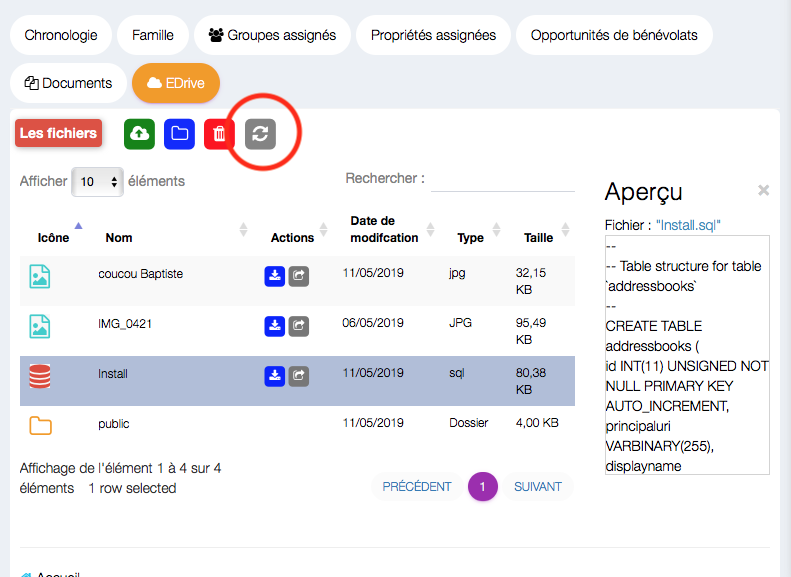 Chronologie Famille Groupes assignés Propriétés assignées Opportunités de bénévolats
Documents EDrive
Les fichiers
Afficher 10 éléments Rechercher :
Icône Nom Actions Date de modifcation Type Taille
coucou Baptiste 11/05/2019 jpg 32,15 KB
IMG_0421 06/05/2019 JPG 95,49 KB
Install 11/05/2019 sql 80,38 KB
public 11/05/2019 Dossier 4,00 KB
Affichage de l'élément 1 à 4 sur 4
éléments 1 row selected
PRÉCÉDENT 1 SUIVANT
Aperçu ×
Fichier : "Install.sql"
--
-- Table structure for table
`addressbooks`
--
CREATE TABLE
addressbooks (
id INT(11) UNSIGNED NOT
NULL PRIMARY KEY
AUTO_INCREMENT,
principaluri
VARBINARY(255),
displayname
Accueil